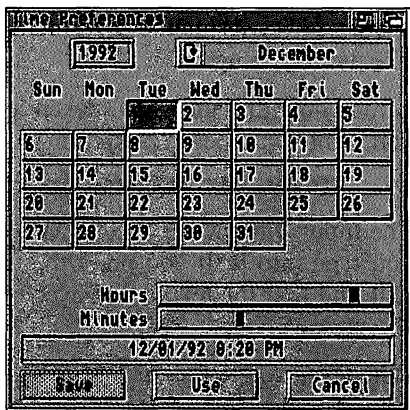 Time Preferences
1992 December
Sun Mon Tue Wed Thu Fri Sat
2 3 4 5
6 7 8 9 10 11 12
13 14 15 16 17 18 19
20 21 22 23 24 25 26
27 28 29 30 31
Hours
Minutes
12/01/92 8:20 PM
Save Use Cancel